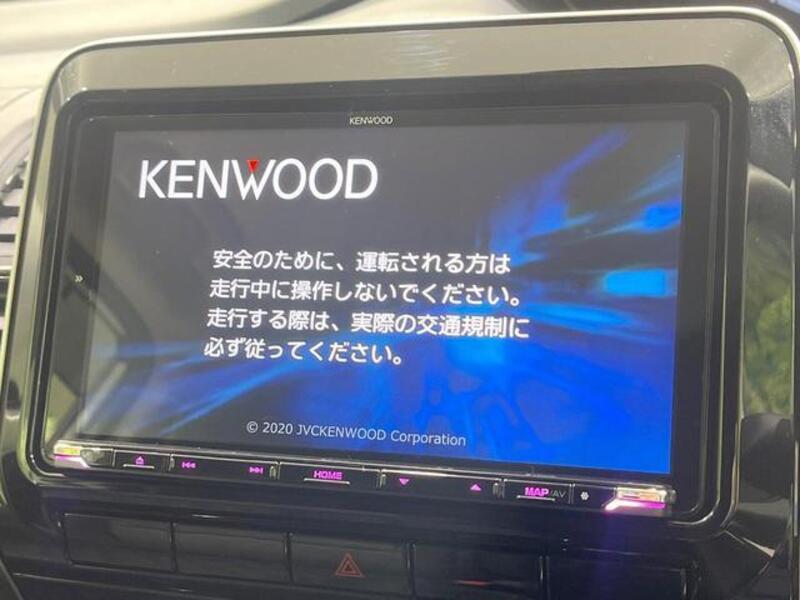 KENWOOD
KENWOOD
安全のために、運転される方は
走行中に操作しないでください。
走行する際は、実際の交通規制に
必ず従ってください。
© 2020 JVCKENWOOD Corporation
HOME
MAP/AV